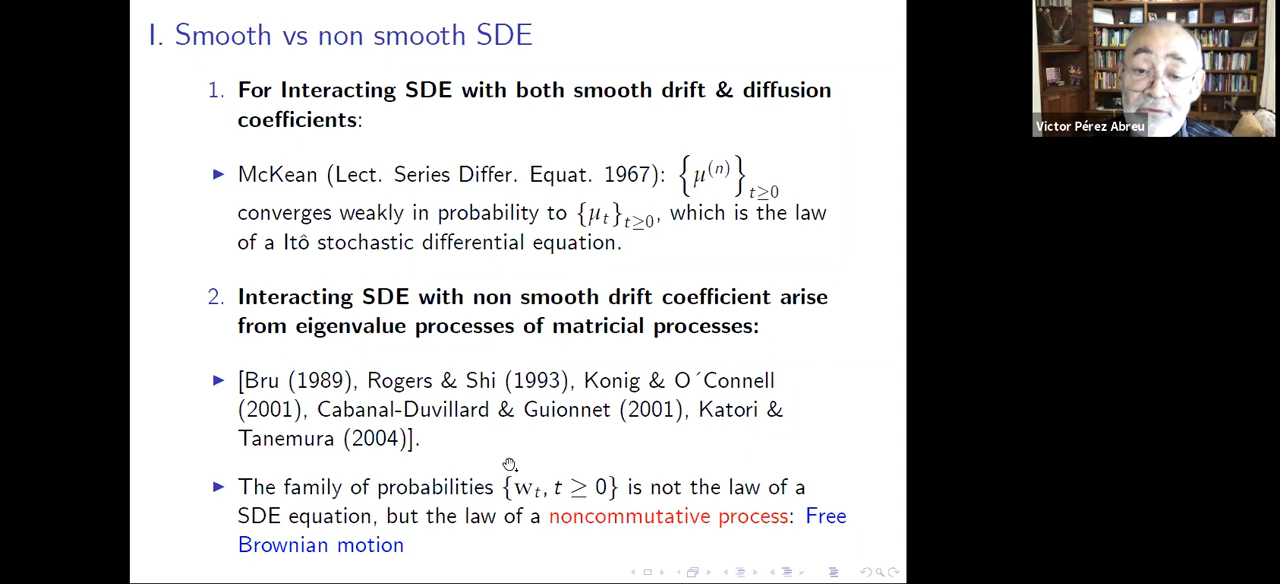 I. Smooth vs non smooth SDE
1. For Interacting SDE with both smooth drift & diffusion
coefficients:
▶ McKean (Lect. Series Differ. Equat. 1967): {μ⁽ⁿ⁾}_{t≥0}
converges weakly in probability to {μ_t}_{t≥0}, which is the law
of a Itô stochastic differential equation.
2. Interacting SDE with non smooth drift coefficient arise
from eigenvalue processes of matricial processes:
▶ [Bru (1989), Rogers & Shi (1993), Konig & O´Connell
(2001), Cabanal-Duvillard & Guionnet (2001), Katori &
Tanemura (2004)].
▶ The family of probabilities {w_t, t ≥ 0} is not the law of a
SDE equation, but the law of a noncommutative process: Free
Brownian motion
Victor Pérez Abreu